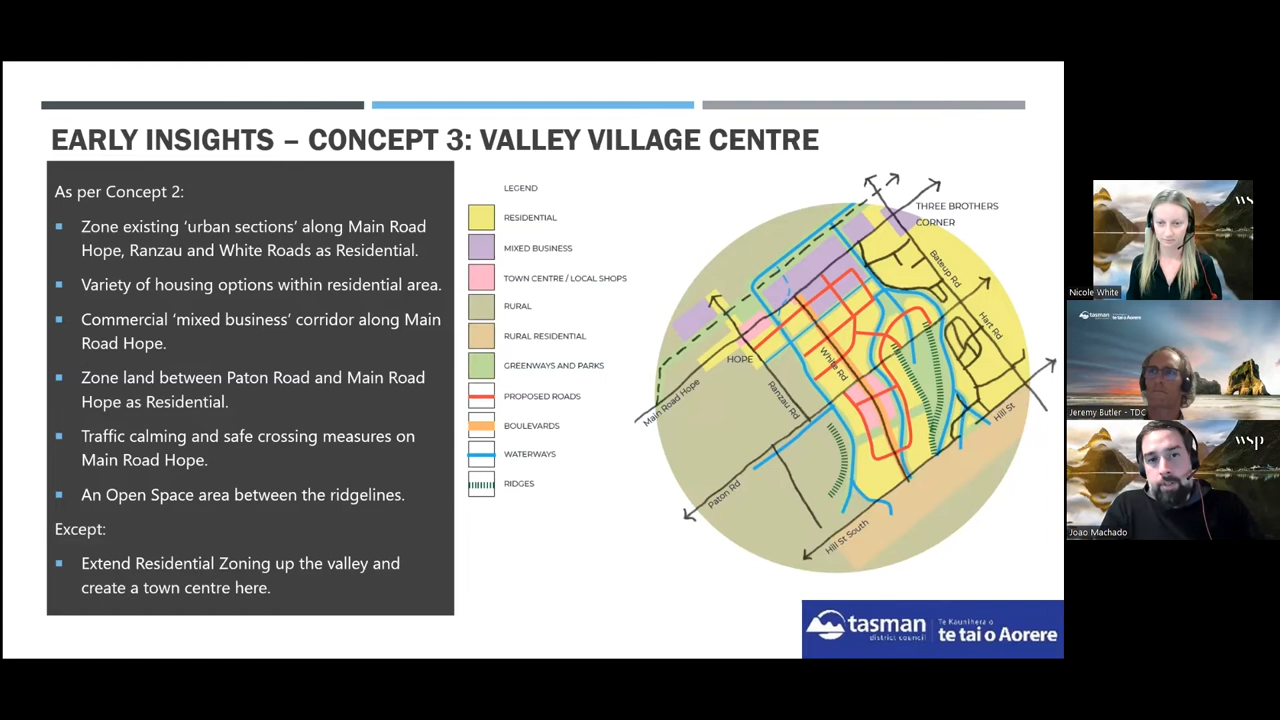 EARLY INSIGHTS – CONCEPT 3: VALLEY VILLAGE CENTRE
As per Concept 2:
Zone existing ‘urban sections’ along Main Road
Hope, Ranzau and White Roads as Residential.
Variety of housing options within residential area.
Commercial ‘mixed business’ corridor along Main
Road Hope.
Zone land between Paton Road and Main Road
Hope as Residential.
Traffic calming and safe crossing measures on
Main Road Hope.
An Open Space area between the ridgelines.
Except:
Extend Residential Zoning up the valley and
create a town centre here.
LEGEND
RESIDENTIAL
MIXED BUSINESS
TOWN CENTRE / LOCAL SHOPS
RURAL
RURAL RESIDENTIAL
GREENWAYS AND PARKS
PROPOSED ROADS
BOULEVARDS
WATERWAYS
RIDGES
THREE BROTHERS
CORNER
Bateup Rd
Hart Rd
HOPE
White Rd
Main Road Hope
Ranzau Rd
Hill St
Paton Rd
Hill St South
tasman
district council
Te Kaunihera o
te tai o Aorere
ws
Nicole White
tasman
te tai o Aorere
Jeremy Butler - TDC
wsp
Joao Machado